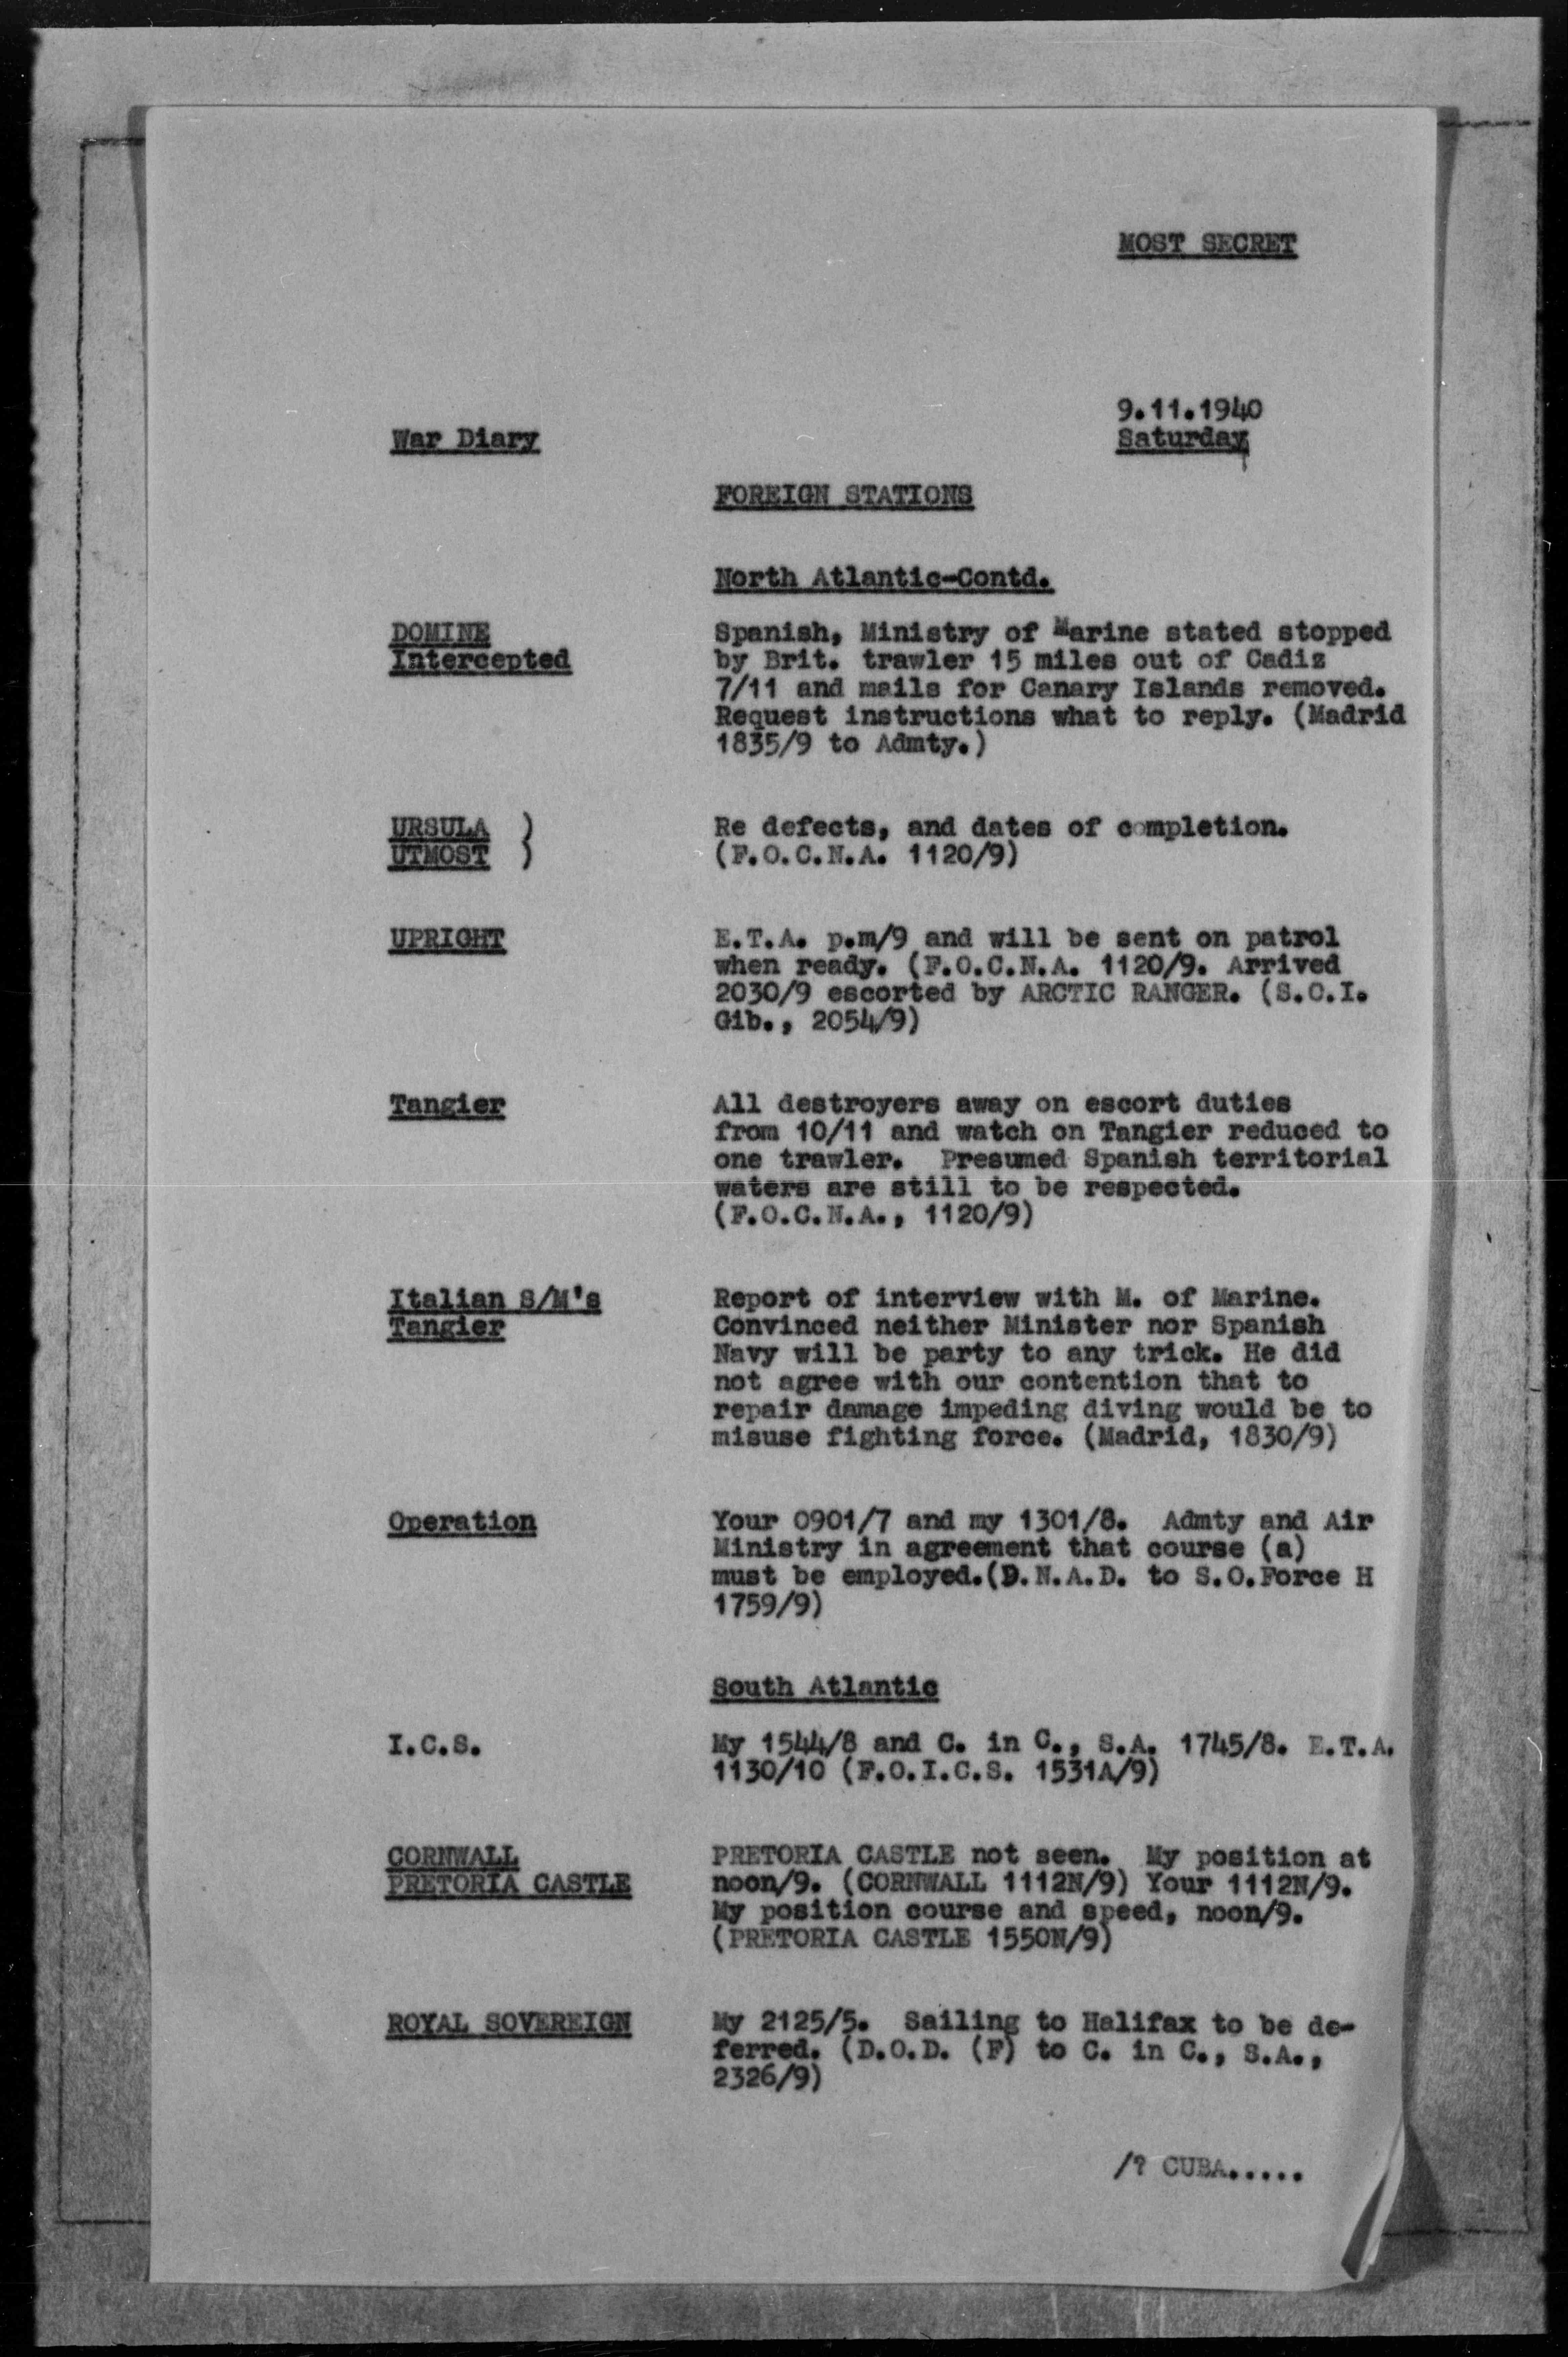 MOST SECRET
9.11.1940
War Diary
Saturday
FOREIGN STATIONS
North Atlantic-Contd.
DOMINE
Intercepted
Spanish, Ministry of Marine stated stopped
by Brit. trawler 15 miles out of Cadiz
7/11 and mails for Canary Islands removed.
Request instructions what to reply. (Madrid
1835/9 to Admty.)
URSULA )
UTMOST )
Re defects, and dates of completion.
(F.O.C.N.A. 1120/9)
UPRIGHT
E.T.A. p.m/9 and will be sent on patrol
when ready. (F.O.C.N.A. 1120/9. Arrived
2030/9 escorted by ARCTIC RANGER. (S.O.I.
Gib., 2054/9)
Tangier
All destroyers away on escort duties
from 10/11 and watch on Tangier reduced to
one trawler. Presumed Spanish territorial
waters are still to be respected.
(F.O.C.N.A., 1120/9)
Italian S/M's
Tangier
Report of interview with M. of Marine.
Convinced neither Minister nor Spanish
Navy will be party to any trick. He did
not agree with our contention that to
repair damage impeding diving would be to
misuse fighting force. (Madrid, 1830/9)
Operation
Your 0901/7 and my 1301/8. Admty and Air
Ministry in agreement that course (a)
must be employed.(D.N.A.D. to S.O.Force H
1759/9)
South Atlantic
I.C.S.
My 1544/8 and C. in C., S.A. 1745/8. E.T.A.
1130/10 (F.O.I.C.S. 1531A/9)
CORNWALL
PRETORIA CASTLE
PRETORIA CASTLE not seen. My position at
noon/9. (CORNWALL 1112N/9) Your 1112N/9.
My position course and speed, noon/9.
(PRETORIA CASTLE 1550N/9)
ROYAL SOVEREIGN
My 2125/5. Sailing to Halifax to be de-
ferred. (D.O.D. (F) to C. in C., S.A.,
2326/9)
/? CUBA.....